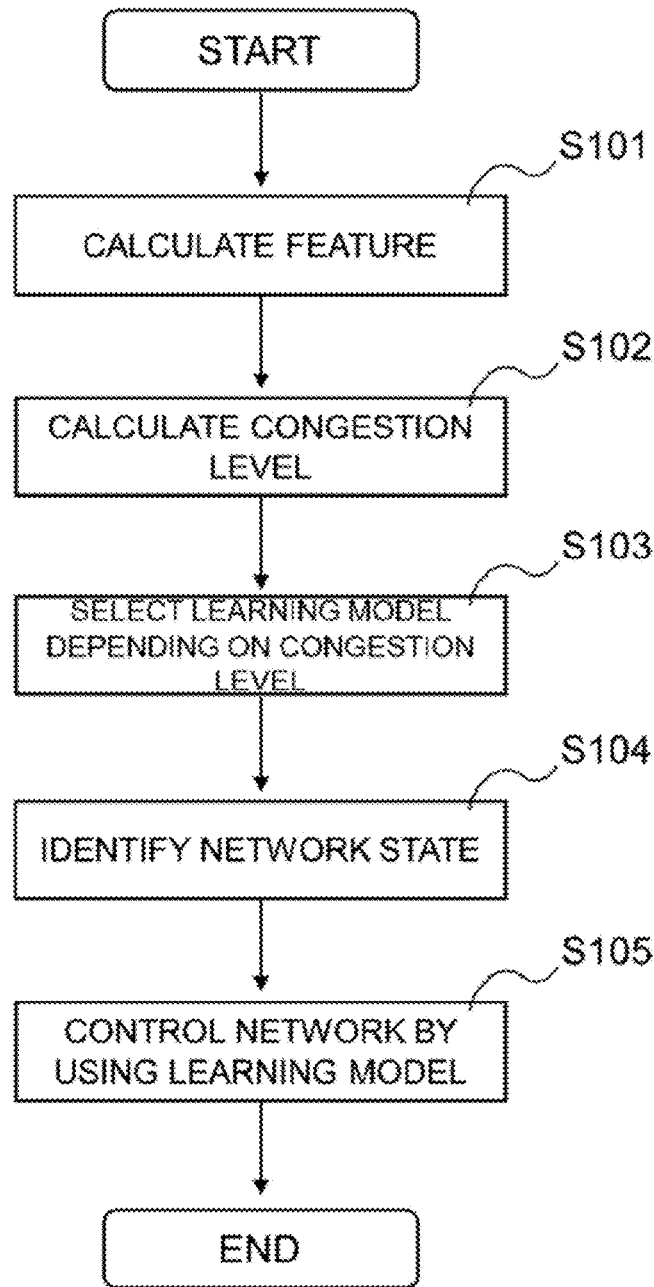 START
S101
CALCULATE FEATURE
S102
CALCULATE CONGESTION
LEVEL
S103
SELECT LEARNING MODEL
DEPENDING ON CONGESTION
LEVEL
S104
IDENTIFY NETWORK STATE
S105
CONTROL NETWORK BY
USING LEARNING MODEL
END